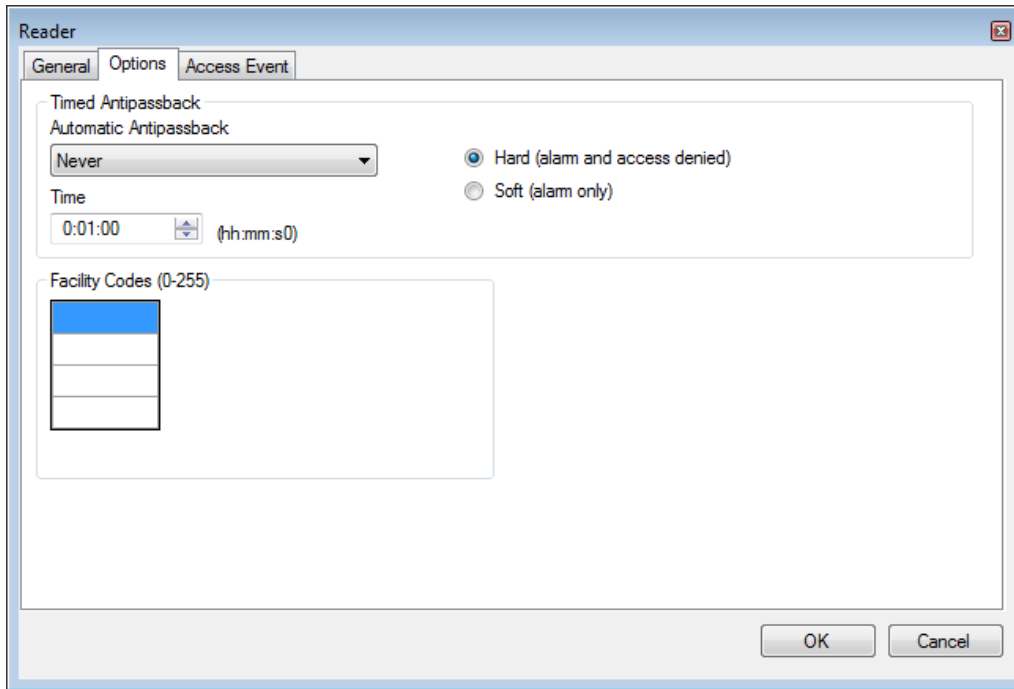 Reader
General Options Access Event
Timed Antipassback
Automatic Antipassback
Never
Hard (alarm and access denied)
Soft (alarm only)
Time
0:01:00 (hh:mm:s0)
Facility Codes (0-255)
OK Cancel